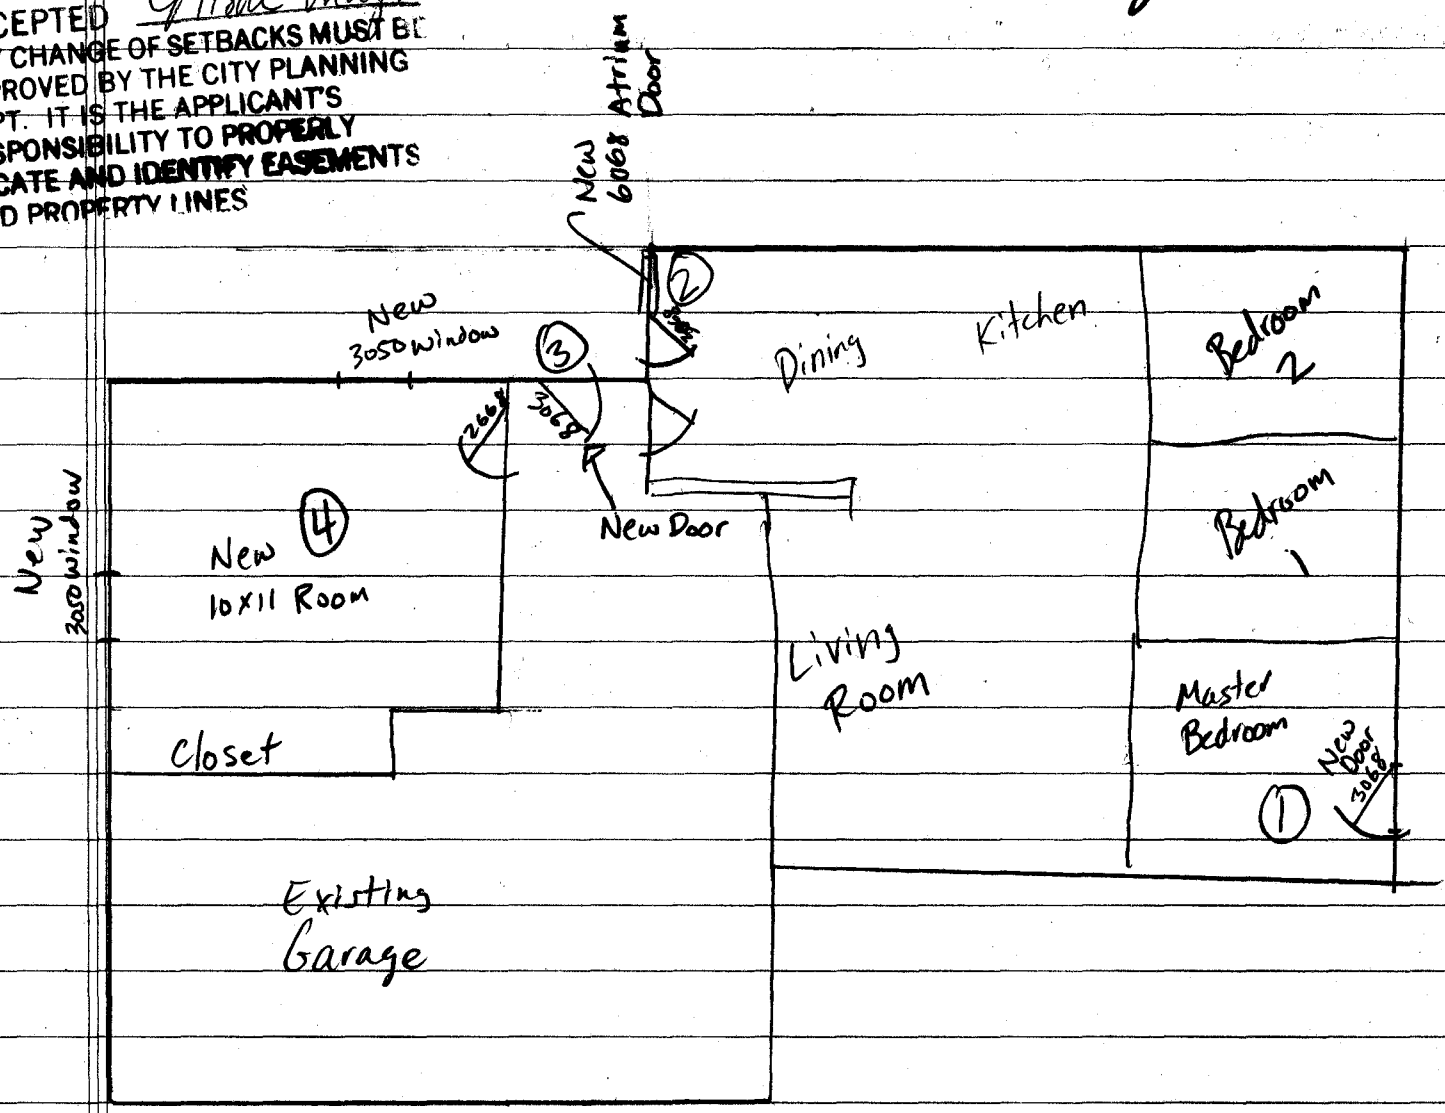 CEPTED
CHANGE OF SETBACKS MUST BE
PROVED BY THE CITY PLANNING
PT. IT IS THE APPLICANT'S
SPONSIBILITY TO PROPERLY
CATE AND IDENTIFY EASEMENTS
D PROPERTY LINES
New
6068 Atrium
Door
2
New
3050 window
3
Dining
Kitchen
Bedroom
2
2668
3068
New Door
New
3050 window
4
New
10x11 Room
Bedroom
1
Living
Room
Master
Bedroom
New
Door
3068
1
Closet
Existing
Garage